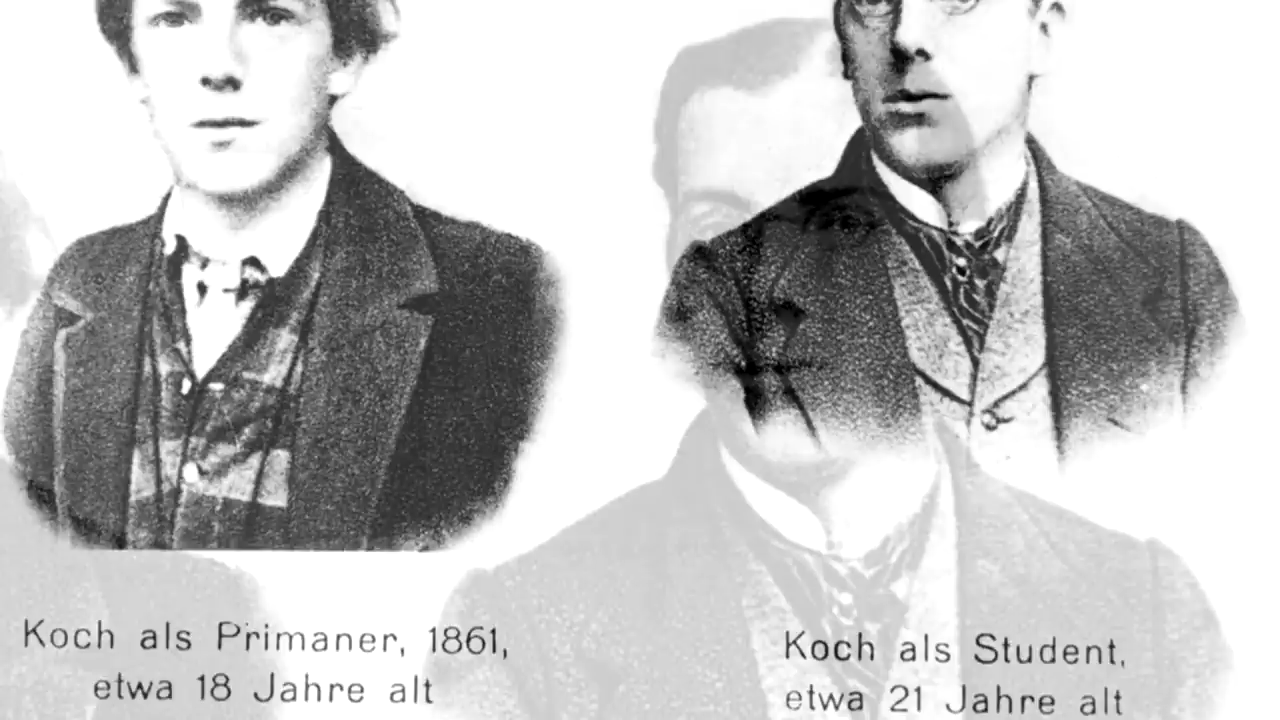 Koch als Primaner, 1861,
etwa 18 Jahre alt
Koch als Student,
etwa 21 Jahre alt